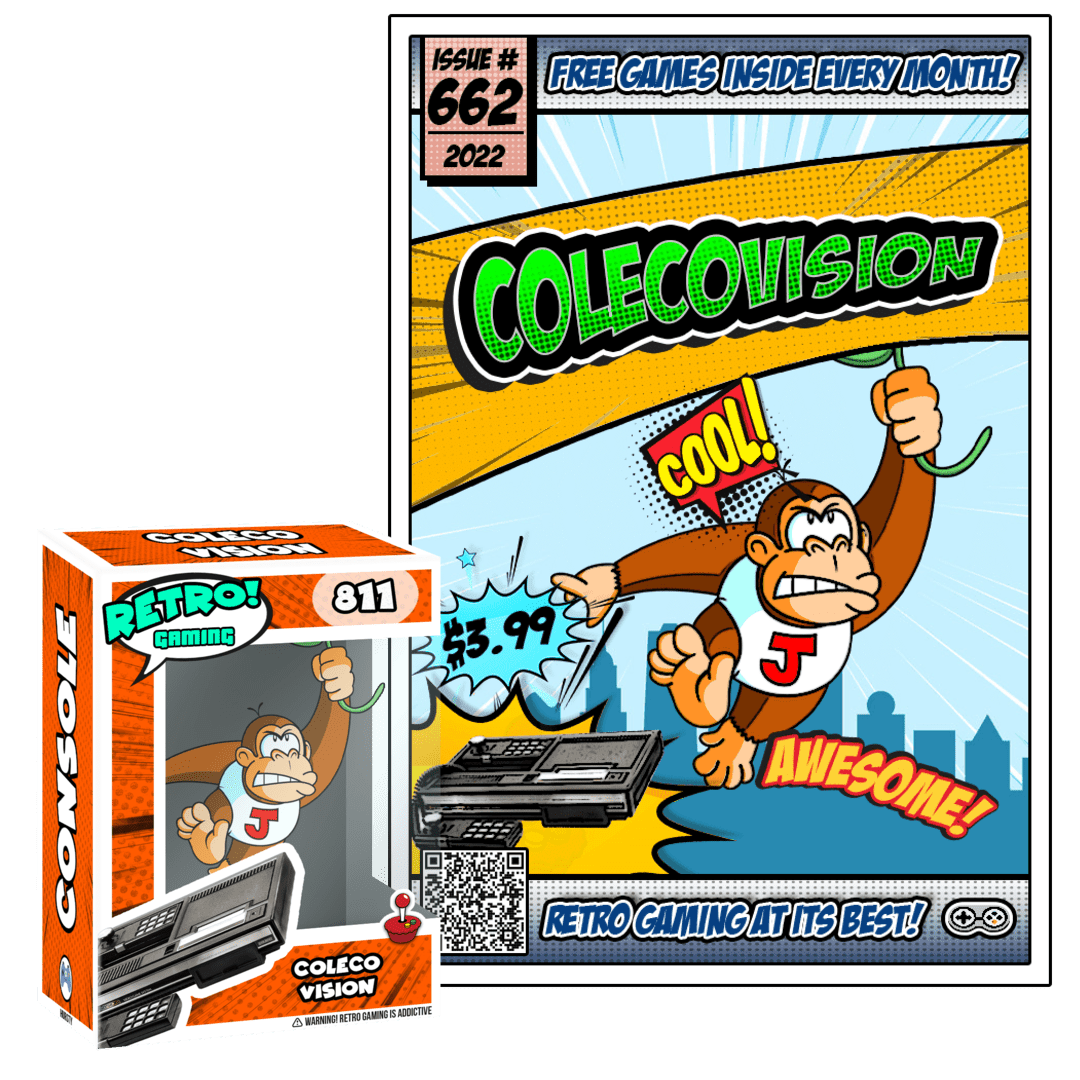 ISSUE #
662
2022
FREE GAMES INSIDE EVERY MONTH!
COLECOVISION
COOL!
$3.99
J
AWESOME!
RETRO GAMING AT ITS BEST!
COLECO
VISION
CONSOLE
RETRO!
GAMING
811
J
COLECO
VISION
WARNING! RETRO GAMING IS ADDICTIVE